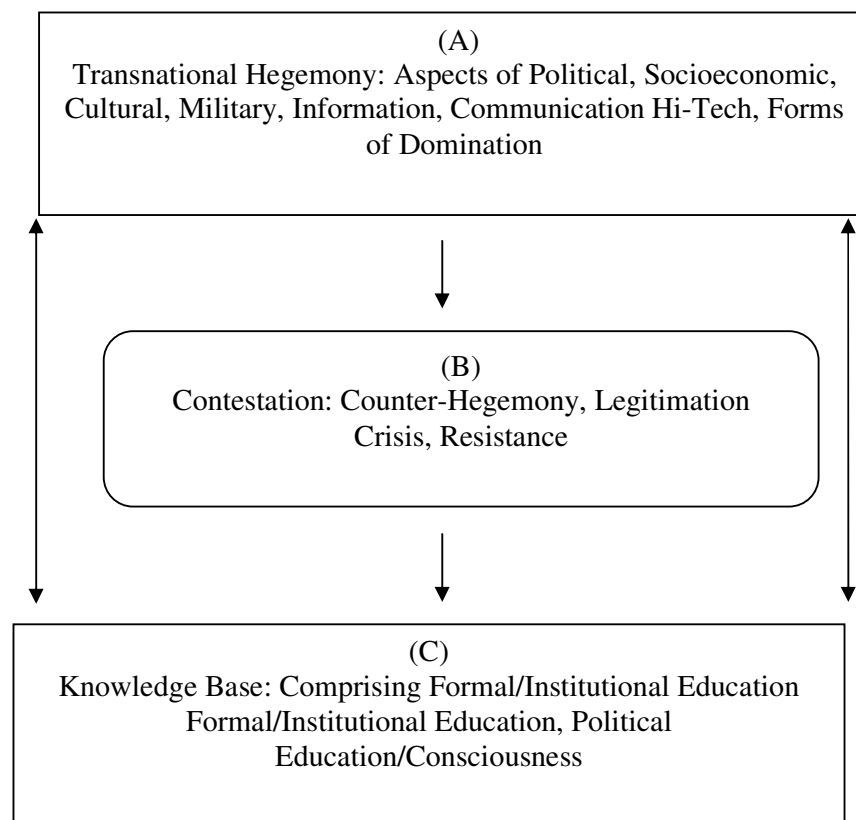 (A)
Transnational Hegemony: Aspects of Political, Socioeconomic,
Cultural, Military, Information, Communication Hi-Tech, Forms
of Domination
(B)
Contestation: Counter-Hegemony, Legitimation
Crisis, Resistance
(C)
Knowledge Base: Comprising Formal/Institutional Education
Formal/Institutional Education, Political
Education/Consciousness